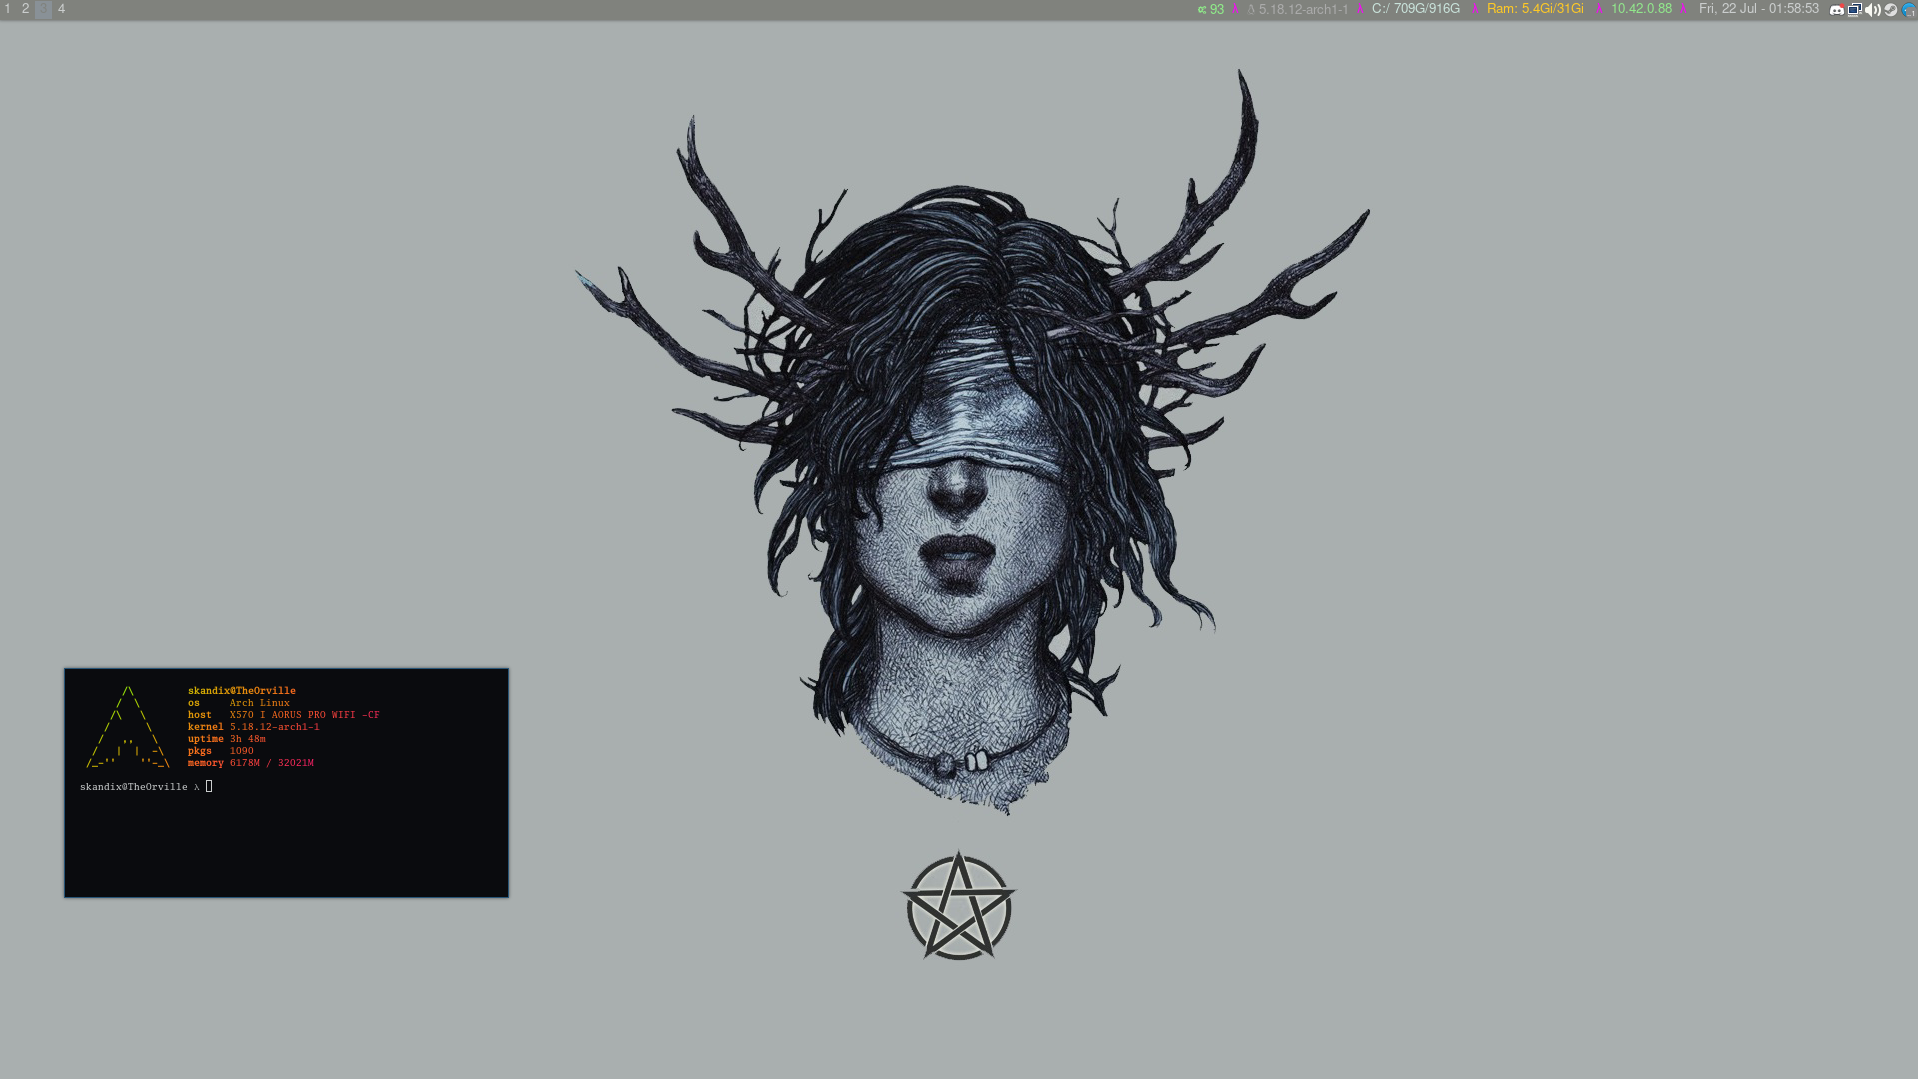 1 2 3 4 93 λ 5.18.12-arch1-1 λ C:/ 709G/916G λ Ram: 5.4Gi/31Gi λ 10.42.0.88 λ Fri, 22 Jul - 01:58:53
skandix@TheOrville
os Arch Linux
host X570 I AORUS PRO WIFI -CF
kernel 5.18.12-arch1-1
uptime 3h 48m
pkgs 1090
memory 6178M / 32021M
skandix@TheOrville λ